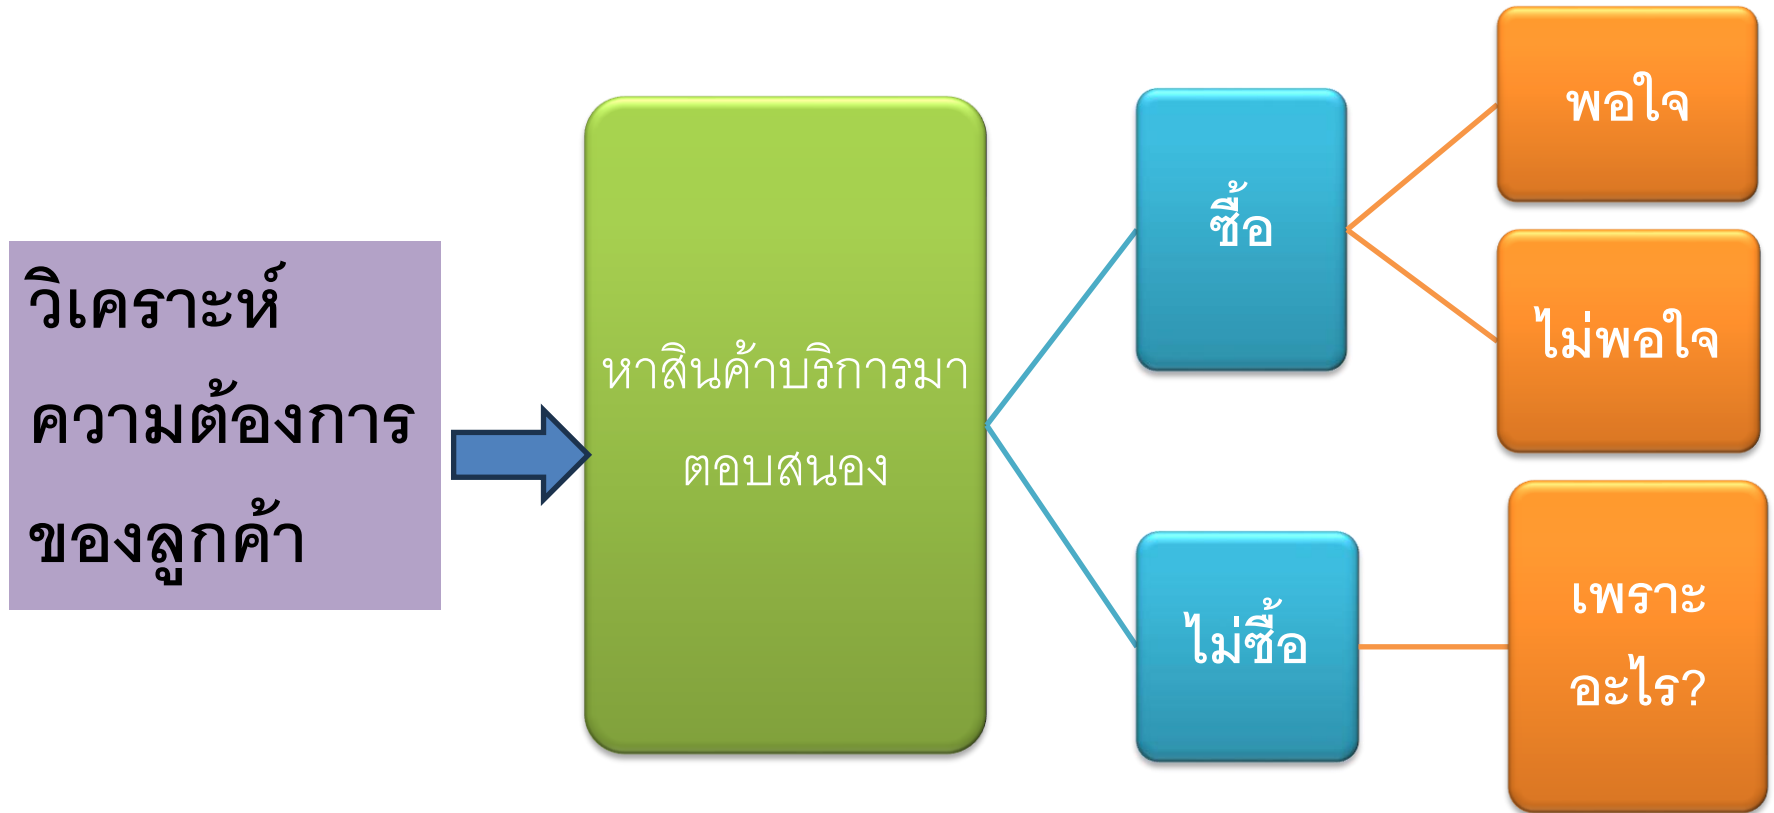 วิเคราะห์
ความต้องการ
ของลูกค้า
หาสินค้าบริการมา
ตอบสนอง
ซื้อ
พอใจ
ไม่พอใจ
ไม่ซื้อ
เพราะ
อะไร?